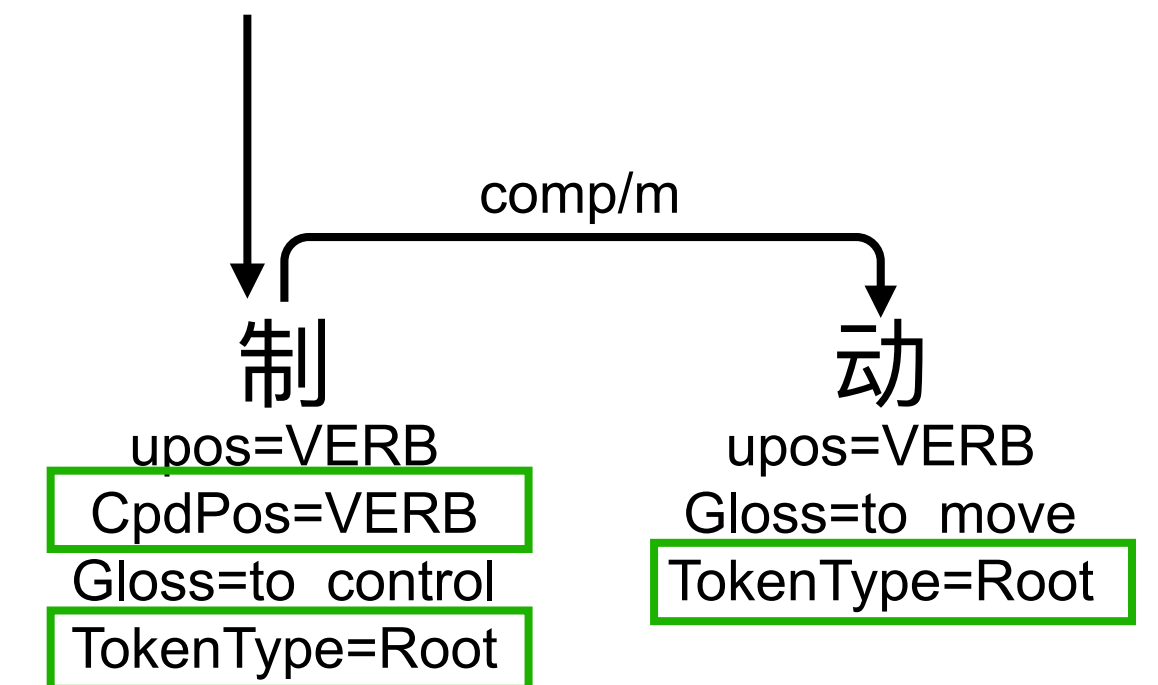 comp/m
制 动
upos=VERB upos=VERB
CpdPos=VERB Gloss=to move
Gloss=to control TokenType=Root
TokenType=Root